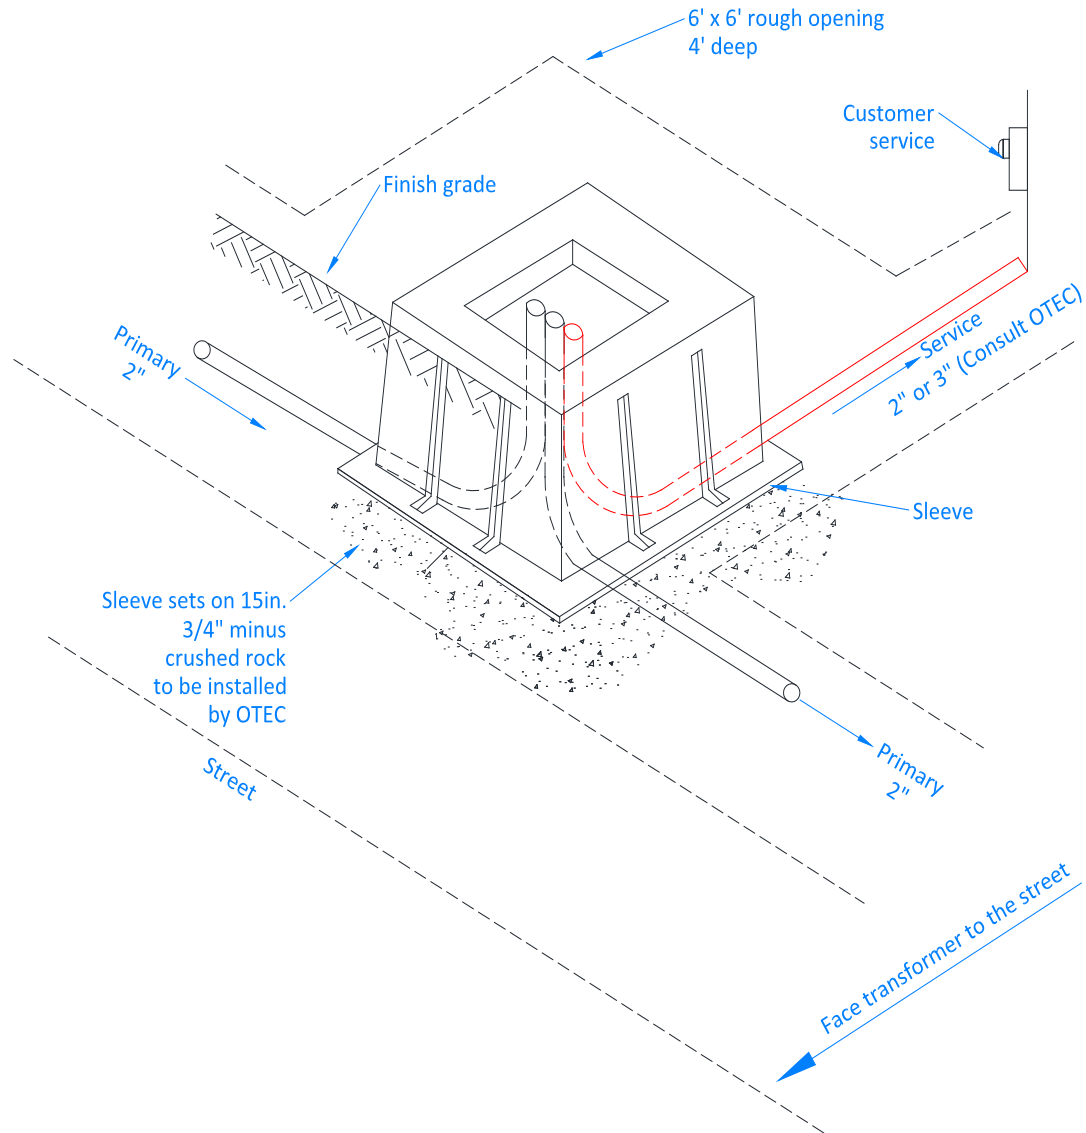 6' x 6' rough opening
4' deep
Customer
service
Finish grade
Primary
2"
Service
2" or 3" (Consult OTEC)
Sleeve
Sleeve sets on 15in.
3/4" minus
crushed rock
to be installed
by OTEC
Street
Primary
2"
Face transformer to the street